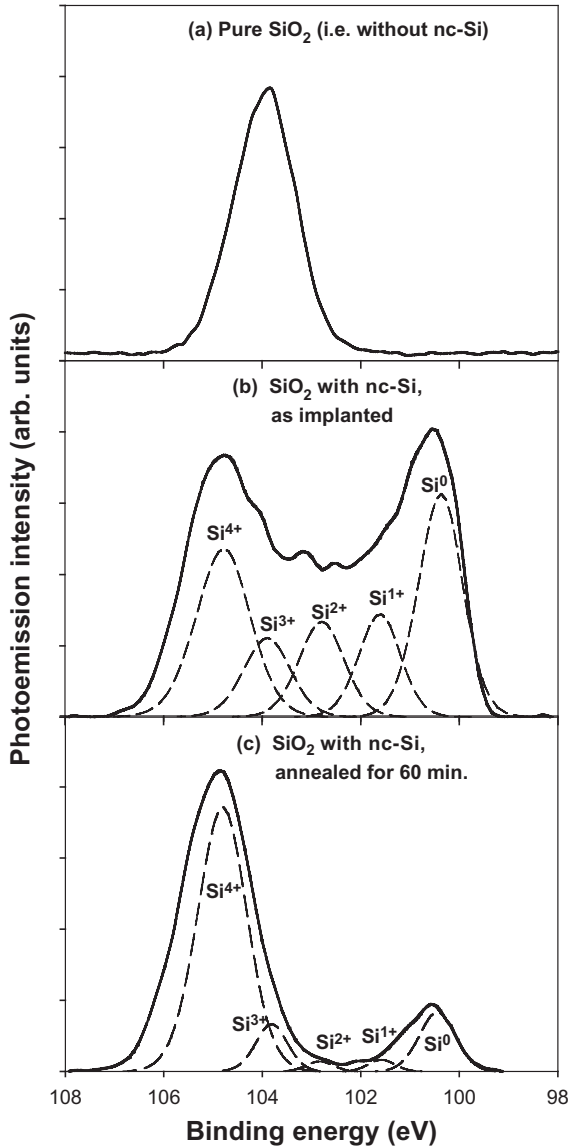 (a) Pure SiO₂ (i.e. without nc-Si)
(b) SiO₂ with nc-Si,
as implanted
Si⁴⁺
Si³⁺
Si²⁺
Si¹⁺
Si⁰
(c) SiO₂ with nc-Si,
annealed for 60 min.
Si⁴⁺
Si³⁺
Si²⁺
Si¹⁺
Si⁰
Photoemission intensity (arb. units)
108 106 104 102 100 98
Binding energy (eV)